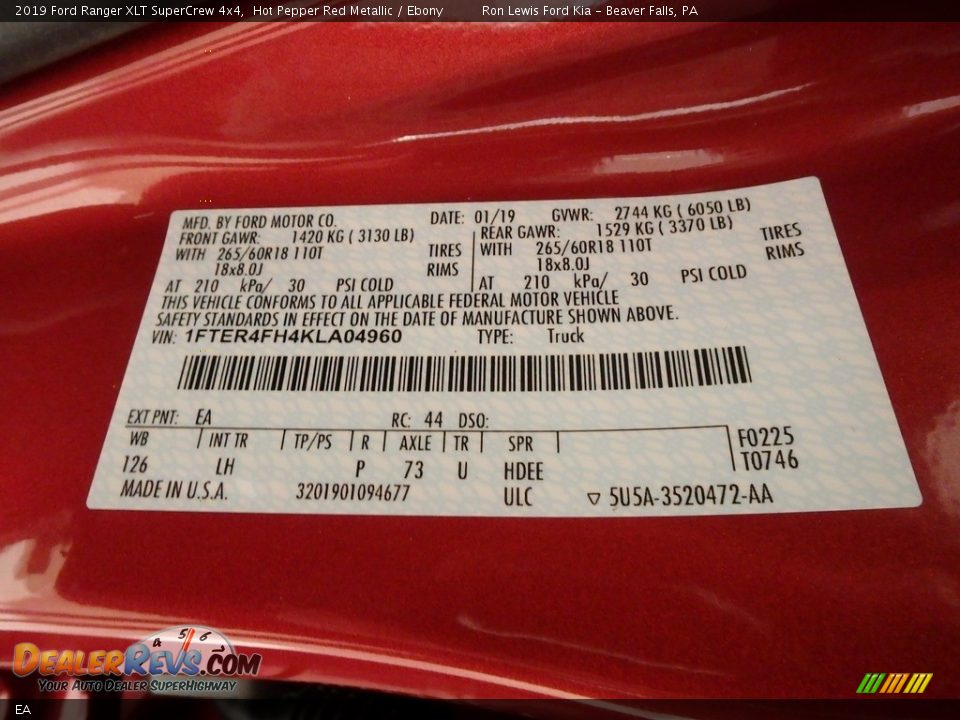 2019 Ford Ranger XLT SuperCrew 4x4, Hot Pepper Red Metallic / Ebony Ron Lewis Ford Kia - Beaver Falls, PA
MFD. BY FORD MOTOR CO. DATE: 01/19 GVWR: 2744 KG ( 6050 LB)
FRONT GAWR: 1420 KG ( 3130 LB) REAR GAWR: 1529 KG ( 3370 LB)
WITH 265/60R18 110T TIRES WITH 265/60R18 110T TIRES
18x8.0J RIMS 18x8.0J RIMS
AT 210 kPa/ 30 PSI COLD AT 210 kPa/ 30 PSI COLD
THIS VEHICLE CONFORMS TO ALL APPLICABLE FEDERAL MOTOR VEHICLE
SAFETY STANDARDS IN EFFECT ON THE DATE OF MANUFACTURE SHOWN ABOVE.
VIN: 1FTER4FH4KLA04960 TYPE: Truck
EXT PNT: EA RC: 44 DSO:
WB INT TR TP/PS R AXLE TR SPR F0225
126 LH P 73 U HDEE T0746
MADE IN U.S.A. 3201901094677 ULC 5U5A-3520472-AA
4 5 6
DealerRevs.com
Your Auto Dealer SuperHighway
EA